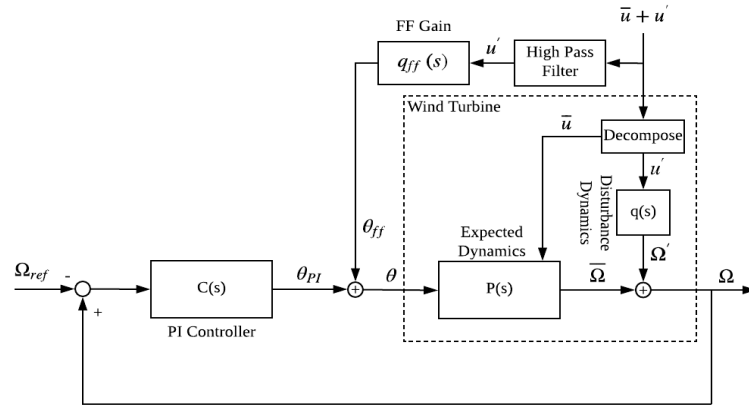 u̅ + u′
FF Gain
q_ff (s)
u′
High Pass
Filter
Wind Turbine
u̅
Decompose
u′
Disturbance
Dynamics
q(s)
θ_ff
Expected
Dynamics
Ω′
Ω_ref
-
+
C(s)
PI Controller
θ_PI
+
θ
P(s)
Ω̅
+
Ω